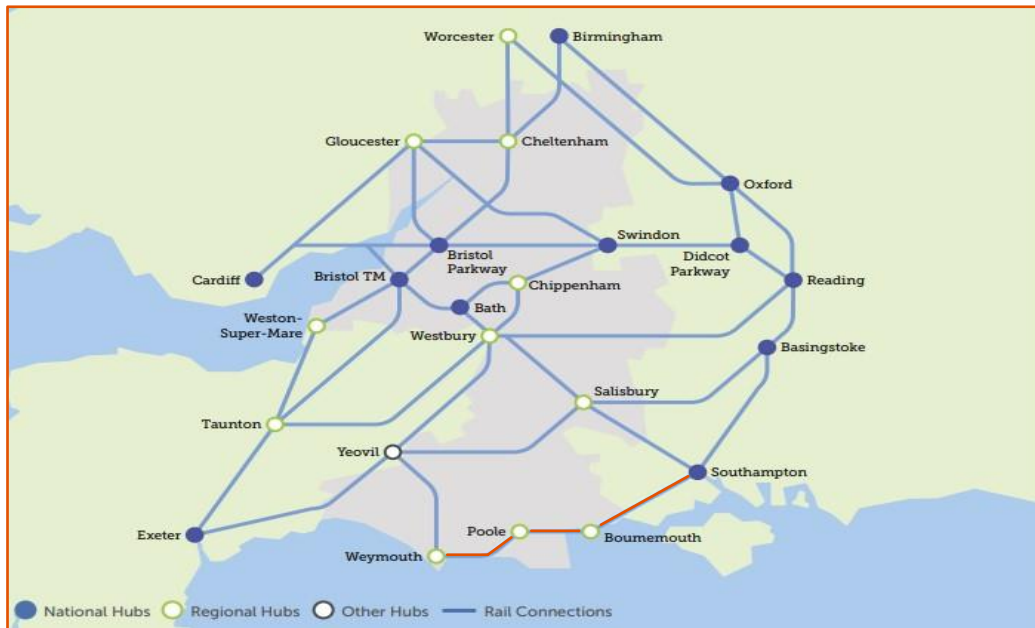 Worcester
Birmingham
Gloucester
Cheltenham
Oxford
Swindon
Bristol
Parkway
Didcot
Parkway
Cardiff
Bristol TM
Chippenham
Reading
Bath
Weston-
Super-Mare
Westbury
Basingstoke
Salisbury
Taunton
Yeovil
Southampton
Exeter
Poole
Bournemouth
Weymouth
National Hubs
Regional Hubs
Other Hubs
Rail Connections